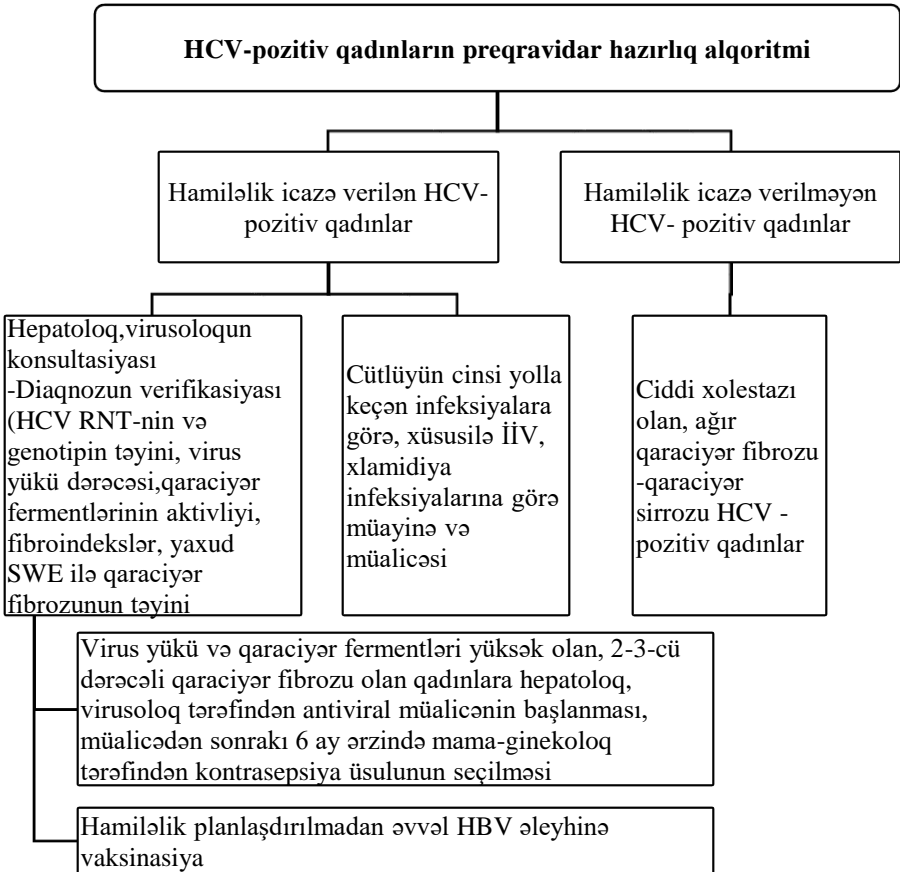 HCV-pozitiv qadınların preqravidar hazırlıq alqoritmi
Hamiləlik icazə verilən HCV-
pozitiv qadınlar
Hamiləlik icazə verilməyən
HCV- pozitiv qadınlar
Hepatoloq,virusoloqun
konsultasiyası
-Diaqnozun verifikasiyası
(HCV RNT-nin və
genotipin təyini, virus
yükü dərəcəsi,qaraciyər
fermentlərinin aktivliyi,
fibroindekslər, yaxud
SWE ilə qaraciyər
fibrozunun təyini
Cütlüyün cinsi yolla
keçən infeksiyalara
görə, xüsusilə İİV,
xlamidiya
infeksiyalarına görə
müayinə və
müalicəsi
Ciddi xolestazı
olan, ağır
qaraciyər fibrozu
-qaraciyər
sirrozu HCV -
pozitiv qadınlar
Virus yükü və qaraciyər fermentləri yüksək olan, 2-3-cü
dərəcəli qaraciyər fibrozu olan qadınlara hepatoloq,
virusoloq tərəfindən antiviral müalicənin başlanması,
müalicədən sonrakı 6 ay ərzində mama-ginekoloq
tərəfindən kontrasepsiya üsulunun seçilməsi
Hamiləlik planlaşdırılmadan əvvəl HBV əleyhinə
vaksinasiya